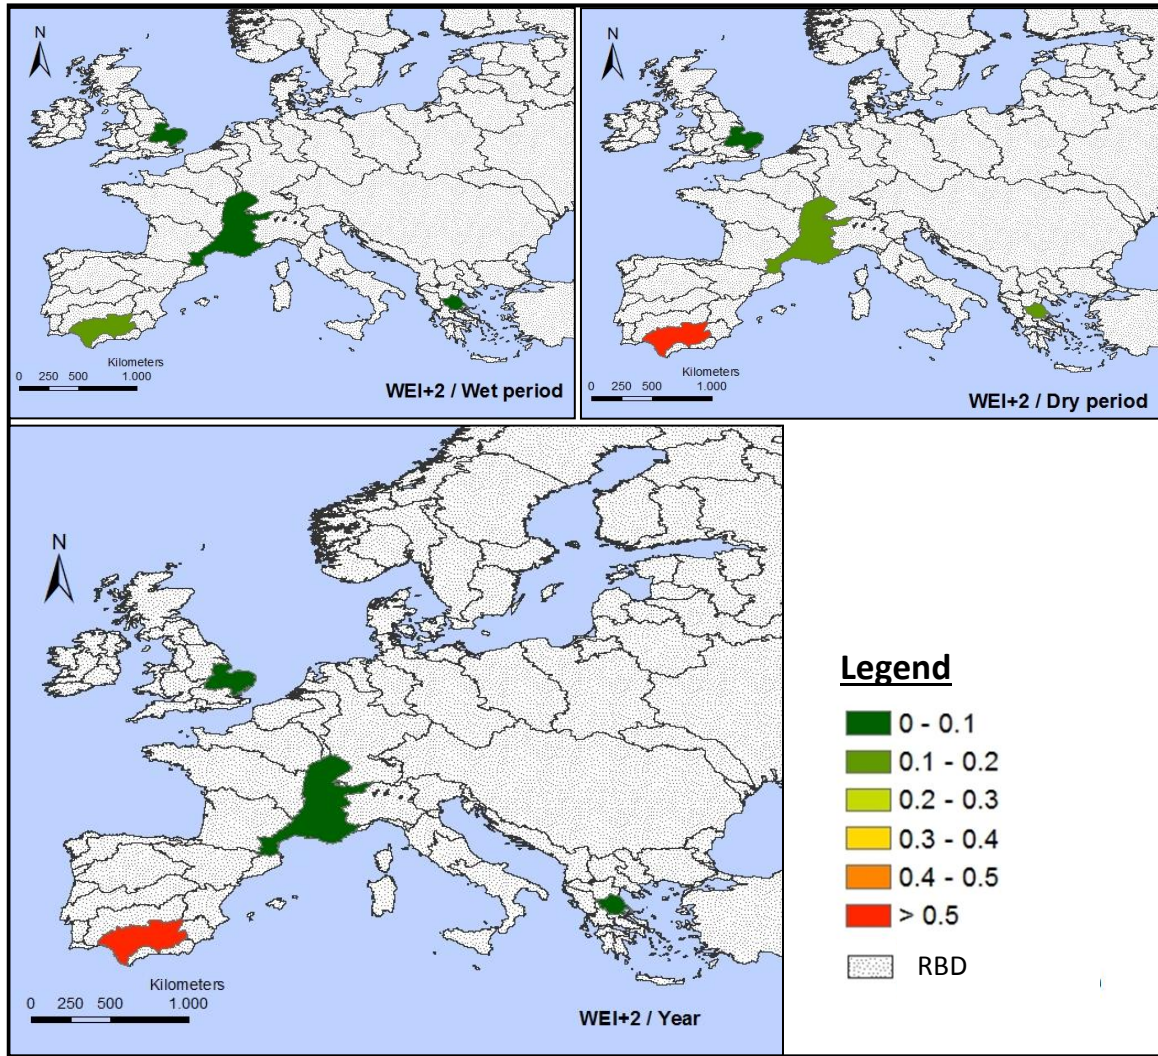 N
Kilometers
0 250 500 1.000
WEI+2 / Wet period
N
Kilometers
0 250 500 1.000
WEI+2 / Dry period
N
Kilometers
0 250 500 1.000
WEI+2 / Year
Legend
0 - 0.1
0.1 - 0.2
0.2 - 0.3
0.3 - 0.4
0.4 - 0.5
> 0.5
RBD